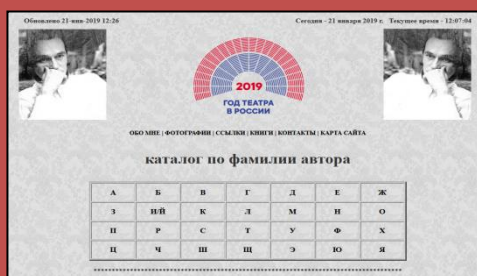 Обновлено 21-янв-2019 12:26
Сегодня - 21 января 2019 г. Текущее время - 12:07:04
2019
ГОД ТЕАТРА
В РОССИИ
ОБО МНЕ | ФОТОГРАФИИ | ССЫЛКИ | КНИГИ | КОНТАКТЫ | КАРТА САЙТА
каталог по фамилии автора
А Б В Г Д Е Ж
З И/Й К Л М Н О
П Р С Т У Ф Х
Ц Ч Ш Щ Э Ю Я